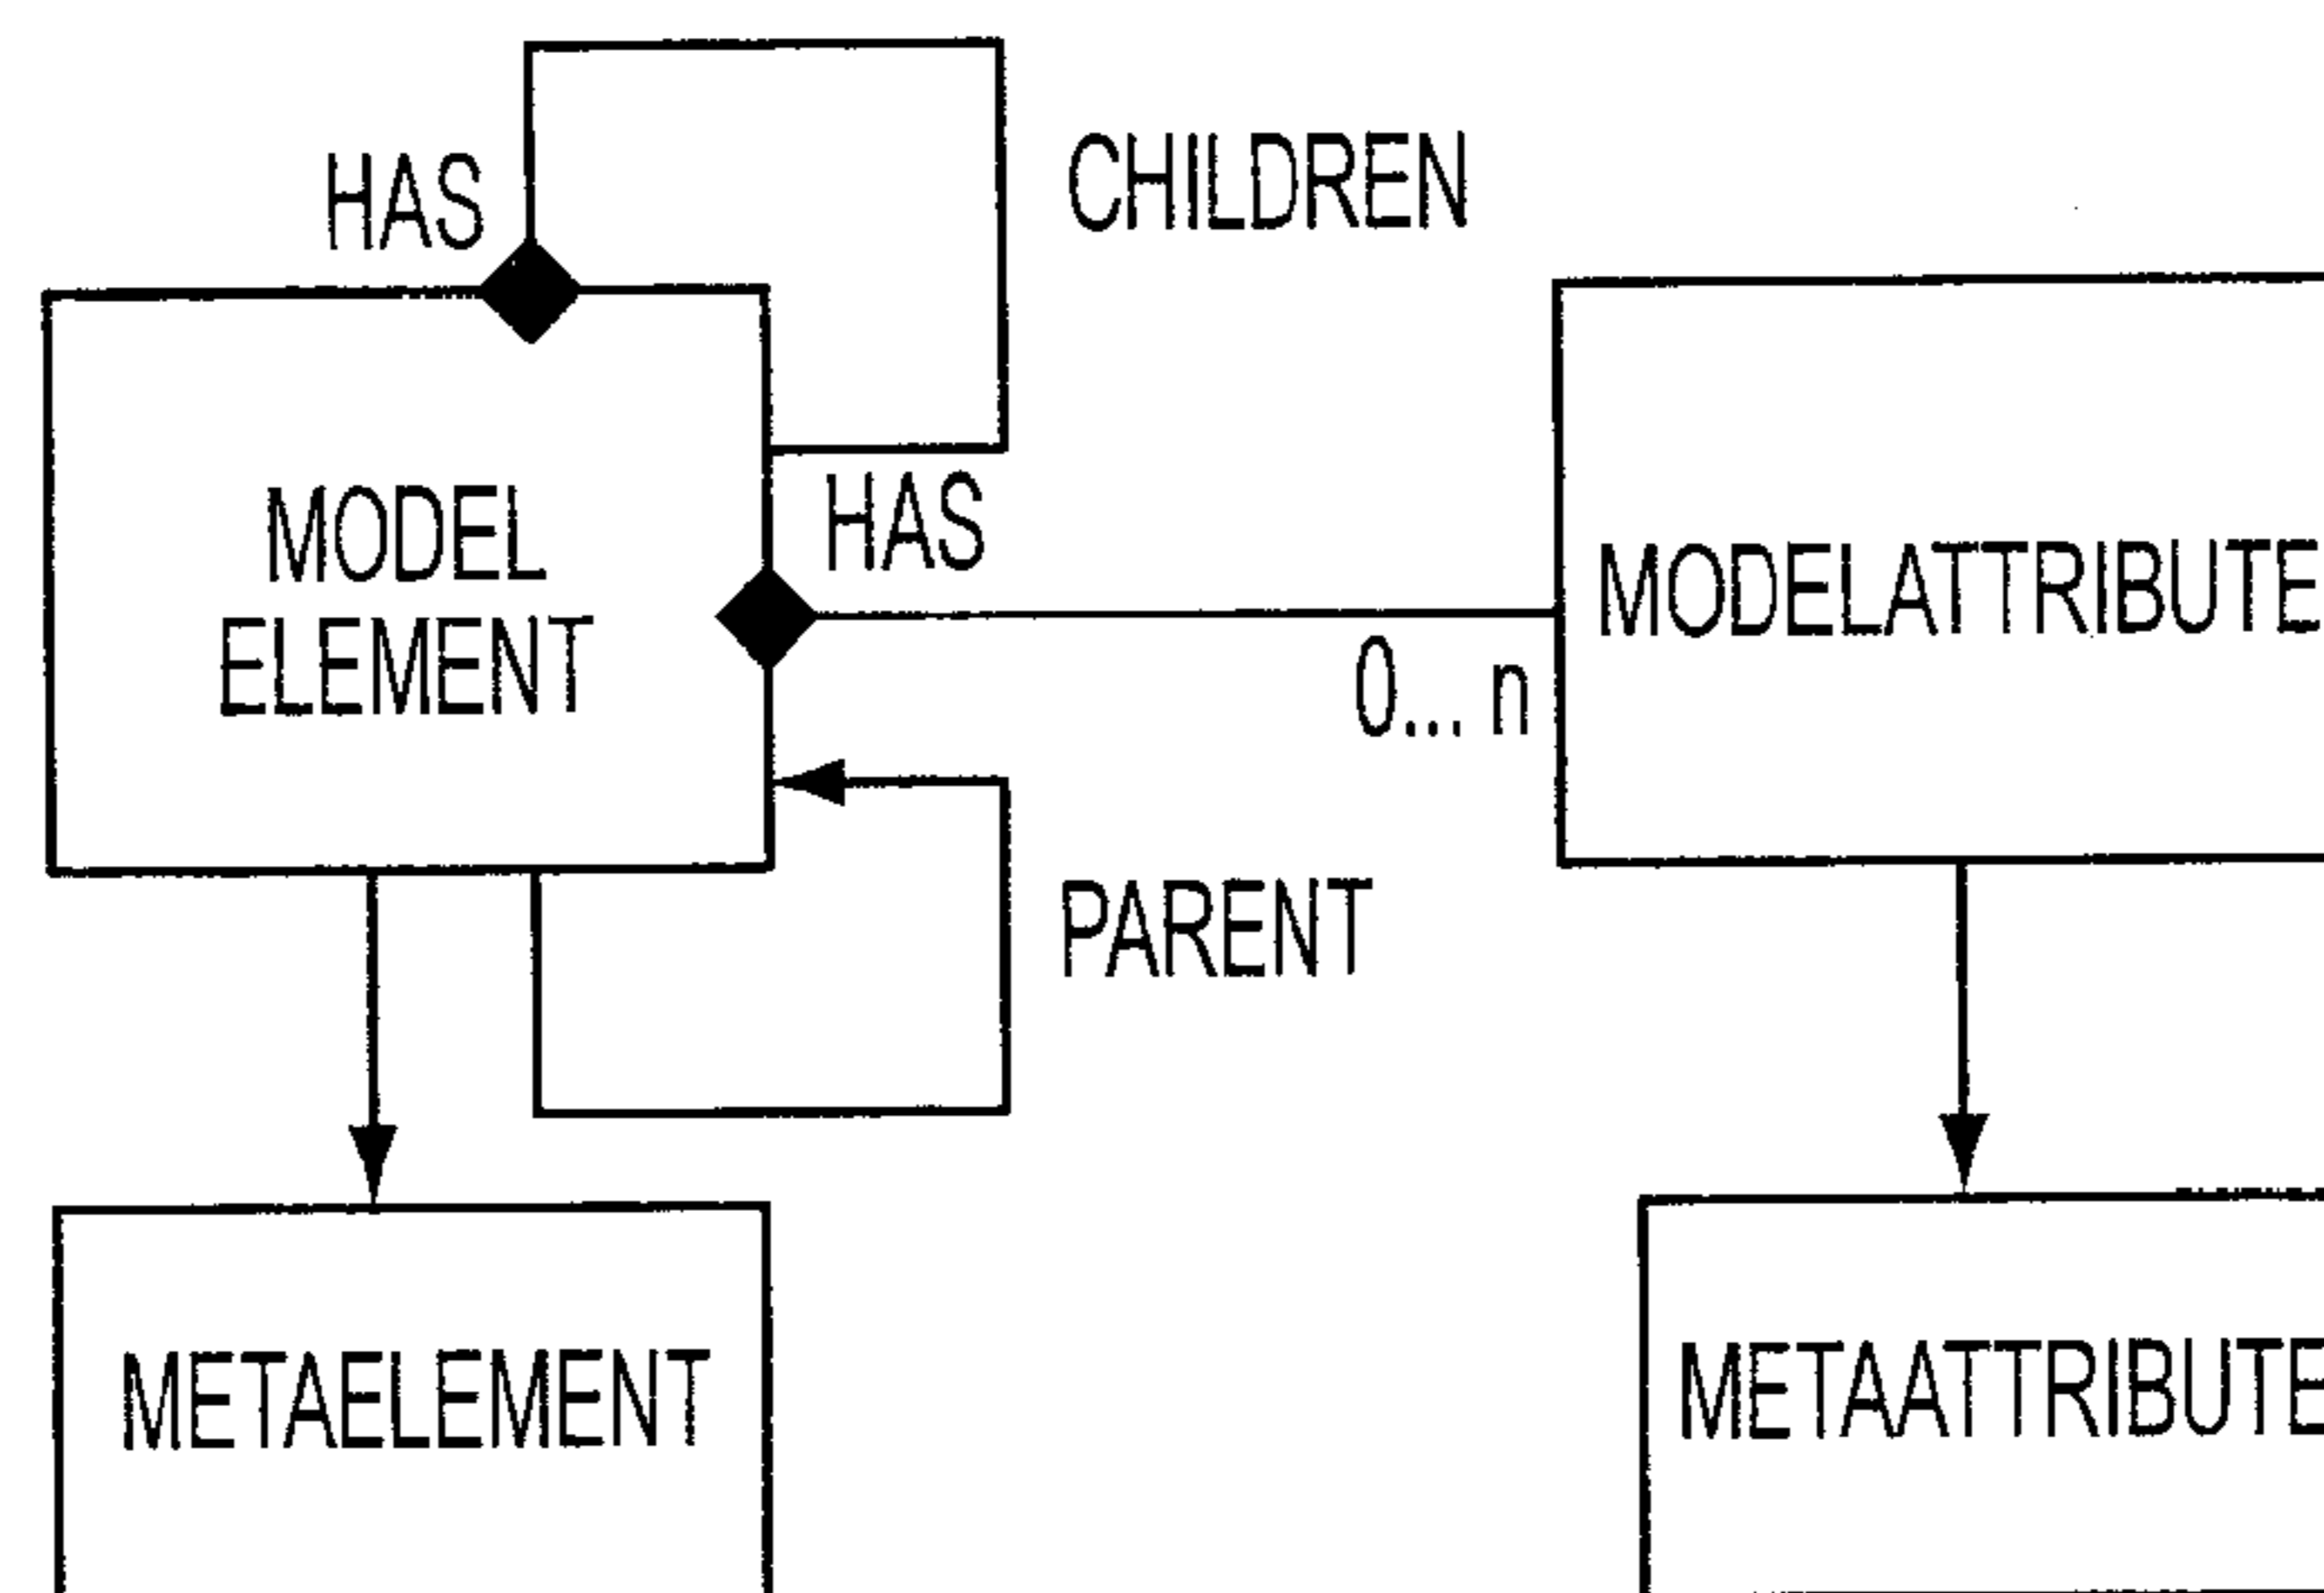 HAS
CHILDREN
MODEL
ELEMENT
HAS
MODELATTRIBUTE
0... n
PARENT
METAELEMENT
METAATTRIBUTE